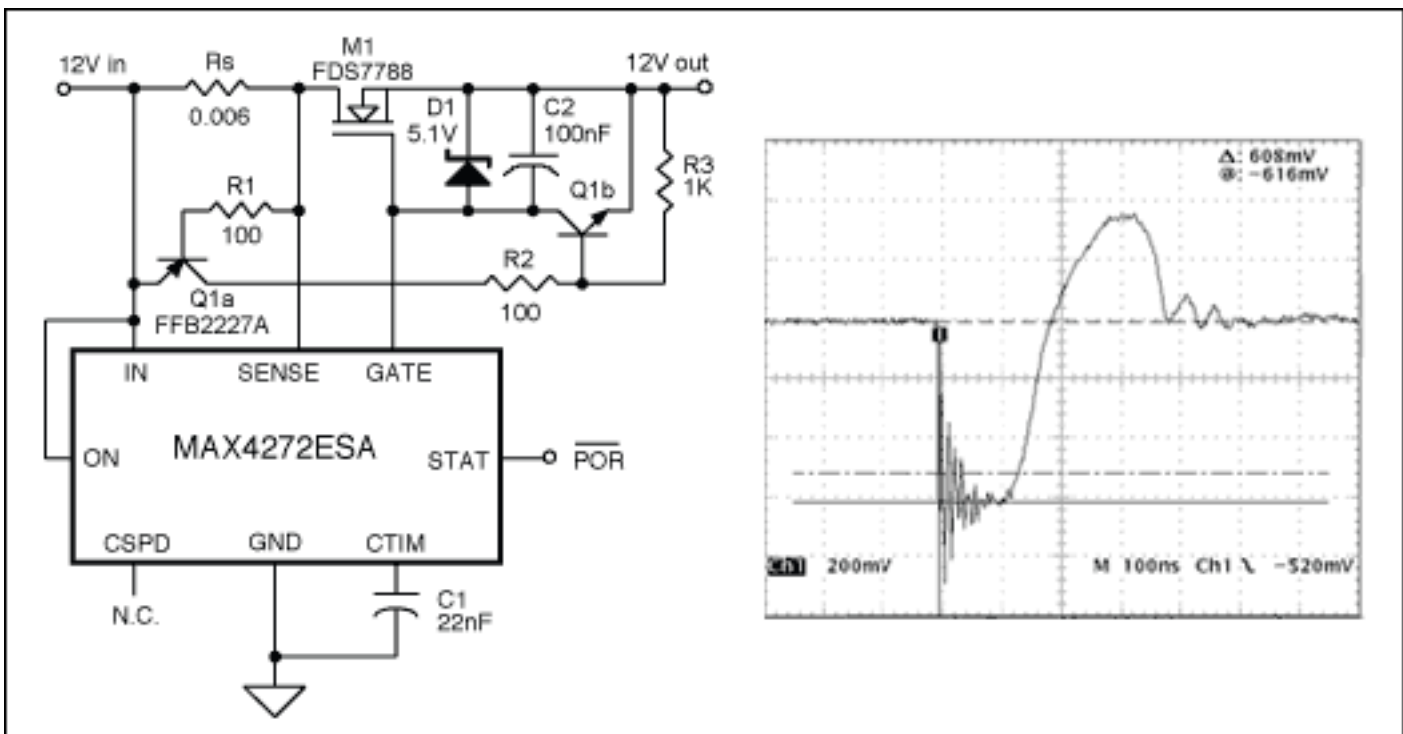 12V in
Rs
0.006
M1
FDS7788
12V out
D1
5.1V
C2
100nF
R3
1K
Q1b
R1
100
R2
100
Q1a
FFB2227A
IN SENSE GATE
ON
MAX4272ESA
STAT
POR
CSPD GND CTIM
N.C.
C1
22nF
Δ: 608mV
@: -616mV
Ch1 200mV M 100ns Ch1 -520mV